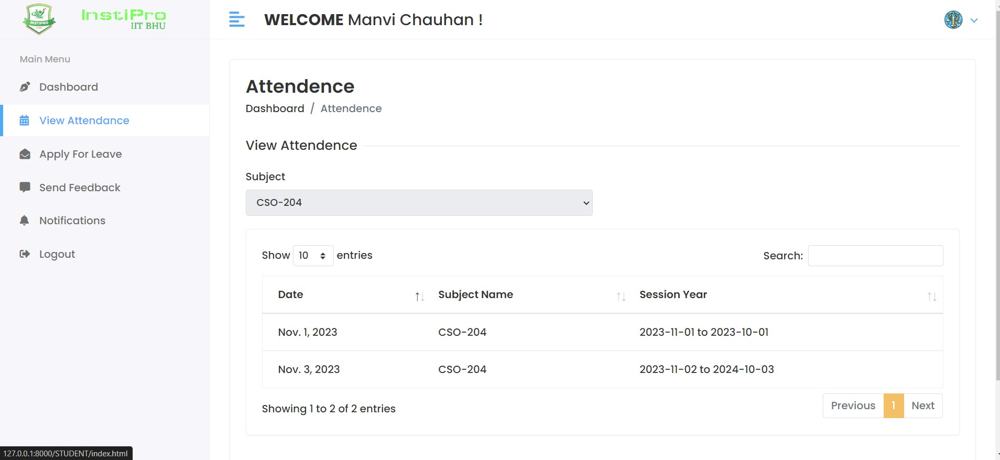 INSTIPRO
InstiPro
IIT BHU
WELCOME Manvi Chauhan !
Main Menu
Dashboard
View Attendance
Apply For Leave
Send Feedback
Notifications
Logout
Attendence
Dashboard / Attendence
View Attendence
Subject
CSO-204
Show 10 entries
Search:
Date Subject Name Session Year
Nov. 1, 2023 CSO-204 2023-11-01 to 2023-10-01
Nov. 3, 2023 CSO-204 2023-11-02 to 2024-10-03
Showing 1 to 2 of 2 entries
Previous 1 Next
127.0.0.1:8000/STUDENT/index.html